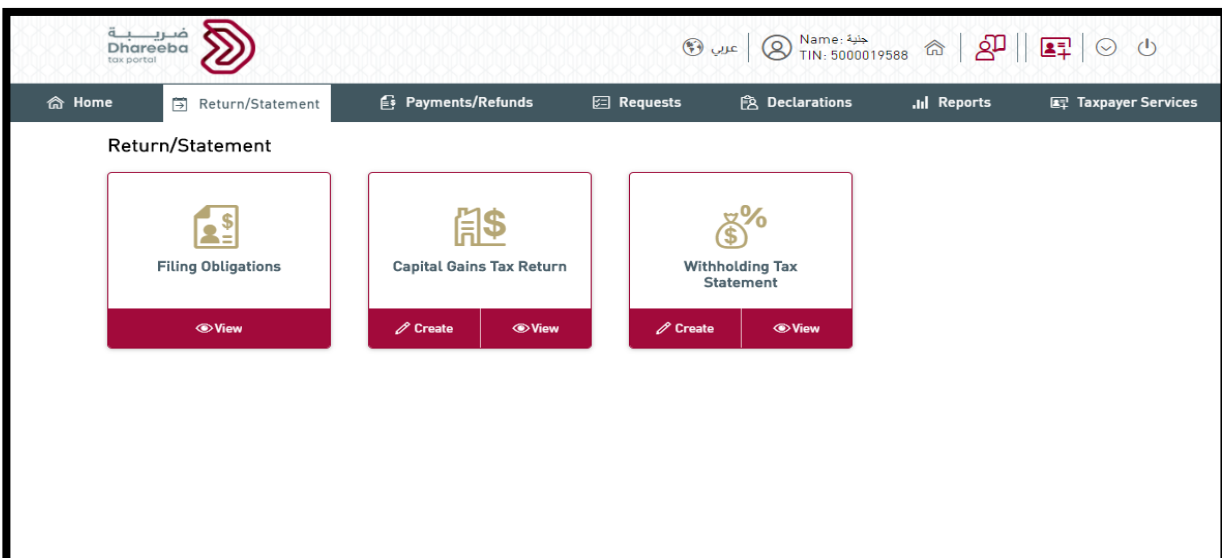 ضريبة
Dhareeba
tax portal
عربي
Name: جنية
TIN: 5000019588
Home
Return/Statement
Payments/Refunds
Requests
Declarations
Reports
Taxpayer Services
Return/Statement
Filing Obligations
View
Capital Gains Tax Return
Create
View
Withholding Tax
Statement
Create
View